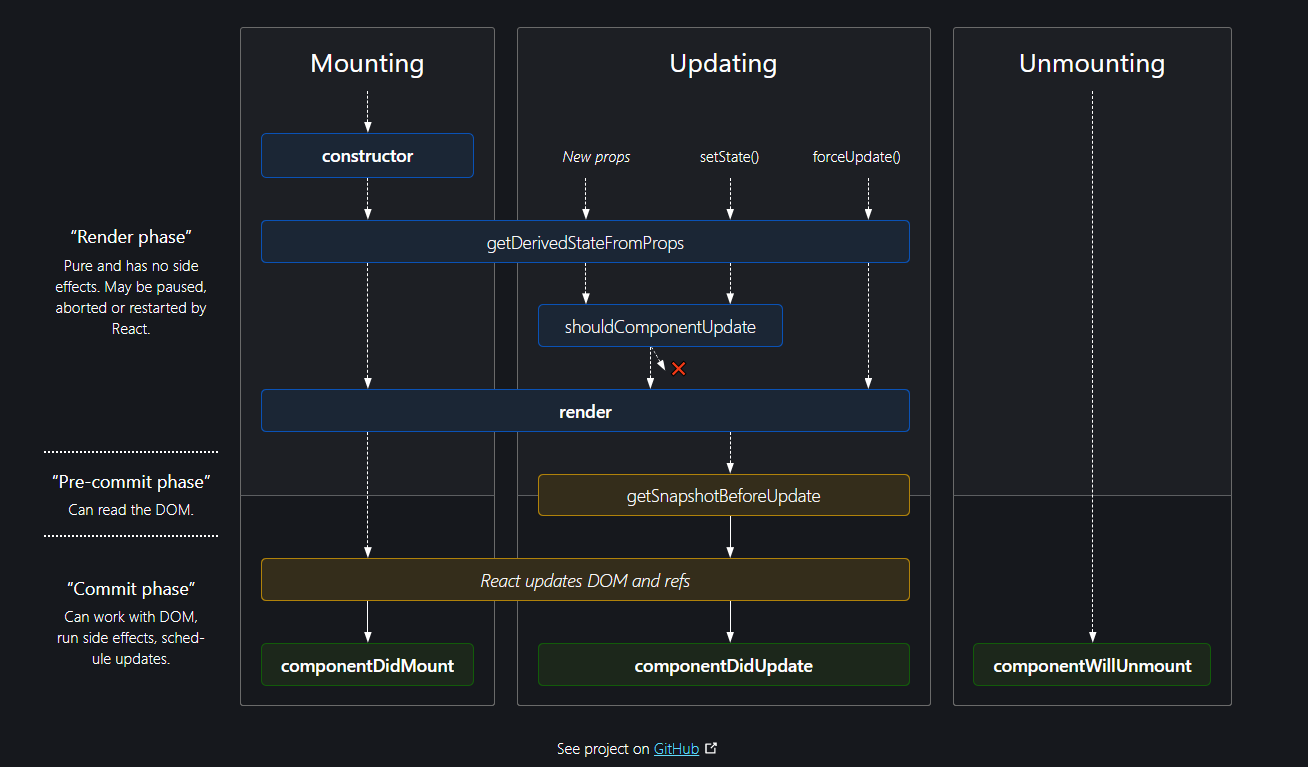 Mounting
Updating
Unmounting
constructor
New props
setState()
forceUpdate()
“Render phase”
Pure and has no side
effects. May be paused,
aborted or restarted by
React.
getDerivedStateFromProps
shouldComponentUpdate
render
“Pre-commit phase”
Can read the DOM.
getSnapshotBeforeUpdate
“Commit phase”
Can work with DOM,
run side effects, sched-
ule updates.
React updates DOM and refs
componentDidMount
componentDidUpdate
componentWillUnmount
See project on GitHub